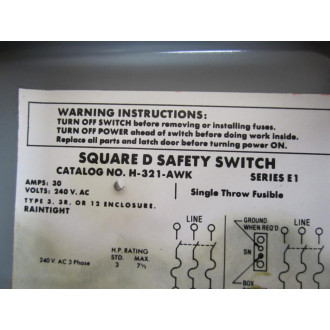 WARNING INSTRUCTIONS:
TURN OFF SWITCH before removing or installing fuses.
TURN OFF POWER ahead of switch before doing work inside.
Replace all parts and latch door before turning power ON.
SQUARE D SAFETY SWITCH
CATALOG NO. H-321-AWK SERIES E1
AMPS: 30
VOLTS: 240 V. AC
Single Throw Fusible
TYPE 3, 3R, OR 12 ENCLOSURE.
RAINTIGHT
LINE
GROUND
WHEN REQ'D
LINE
H.P. RATING
STD. MAX.
240 V. AC 3 Phase 3 7½
SN
BOX